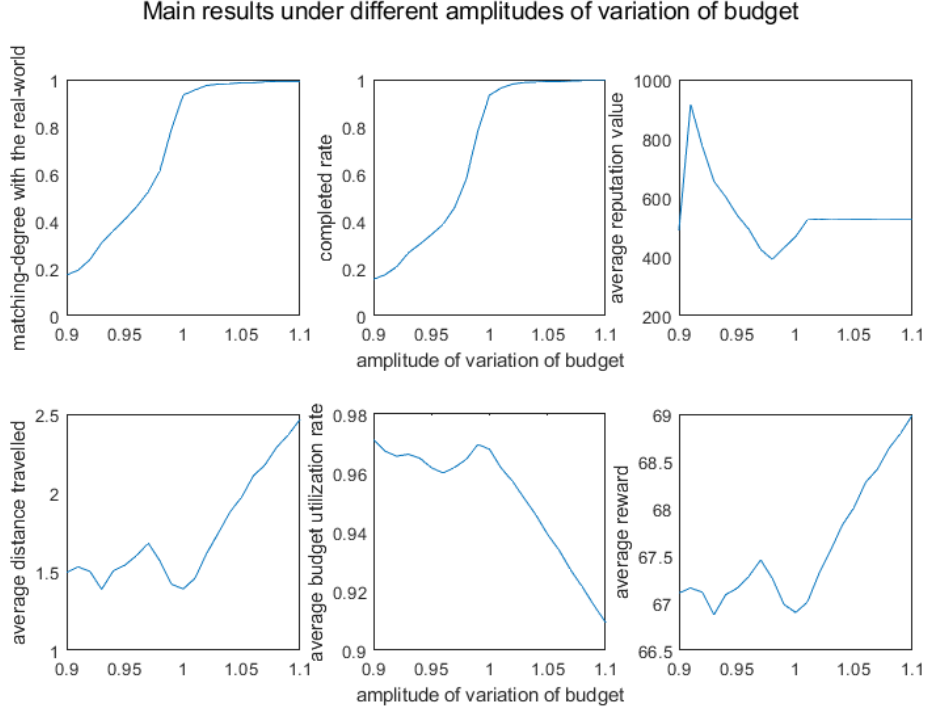 Main results under different amplitudes of variation of budget
matching-degree with the real-world
1
0.8
0.6
0.4
0.2
0
0.9 0.95 1 1.05 1.1
completed rate
1
0.8
0.6
0.4
0.2
0
0.9 0.95 1 1.05 1.1
amplitude of variation of budget
average reputation value
1000
800
600
400
200
0.9 0.95 1 1.05 1.1
average distance travelled
2.5
2
1.5
1
0.9 0.95 1 1.05 1.1
average budget utilization rate
0.98
0.96
0.94
0.92
0.9
0.9 0.95 1 1.05 1.1
amplitude of variation of budget
average reward
69
68.5
68
67.5
67
66.5
0.9 0.95 1 1.05 1.1